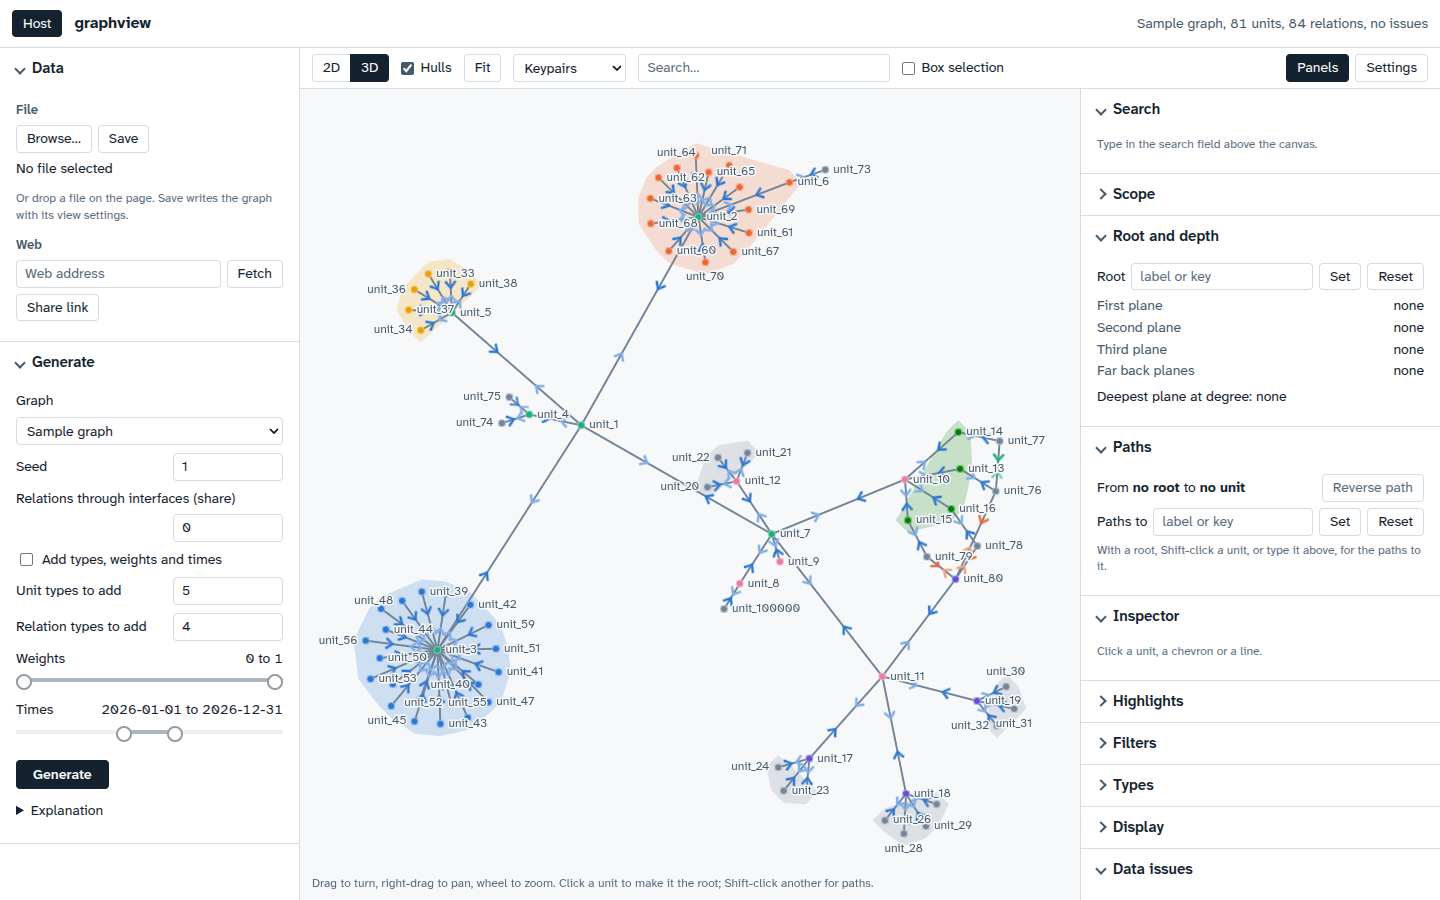 Host
graphview
Sample graph, 81 units, 84 relations, no issues
Data
File
Browse...
Save
No file selected
Or drop a file on the page. Save writes the graph
with its view settings.
Web
Web address
Fetch
Share link
Generate
Graph
Sample graph
Seed
1
Relations through interfaces (share)
0
Add types, weights and times
Unit types to add
5
Relation types to add
4
Weights
0 to 1
Times
2026-01-01 to 2026-12-31
Generate
Explanation
2D
3D
Hulls
Fit
Keypairs
Search...
Box selection
Panels
Settings
unit_64
unit_71
unit_73
unit_62
unit_65
unit_6
unit_63
unit_69
unit_2
unit_68
unit_61
unit_60
unit_67
unit_70
unit_33
unit_38
unit_36
unit_37
unit_5
unit_34
unit_75
unit_4
unit_74
unit_1
unit_14
unit_77
unit_22
unit_21
unit_13
unit_12
unit_10
unit_20
unit_76
unit_16
unit_15
unit_7
unit_78
unit_79
unit_9
unit_80
unit_8
unit_100000
unit_39
unit_48
unit_42
unit_44
unit_59
unit_56
unit_3
unit_51
unit_50
unit_41
unit_53
unit_40
unit_52
unit_55
unit_47
unit_45
unit_43
unit_11
unit_30
unit_19
unit_32
unit_31
unit_17
unit_24
unit_23
unit_18
unit_26
unit_29
unit_28
Drag to turn, right-drag to pan, wheel to zoom. Click a unit to make it the root; Shift-click another for paths.
Search
Type in the search field above the canvas.
Scope
Root and depth
Root
label or key
Set
Reset
First plane
none
Second plane
none
Third plane
none
Far back planes
none
Deepest plane at degree: none
Paths
From no root to no unit
Reverse path
Paths to
label or key
Set
Reset
With a root, Shift-click a unit, or type it above, for the paths to
it.
Inspector
Click a unit, a chevron or a line.
Highlights
Filters
Types
Display
Data issues